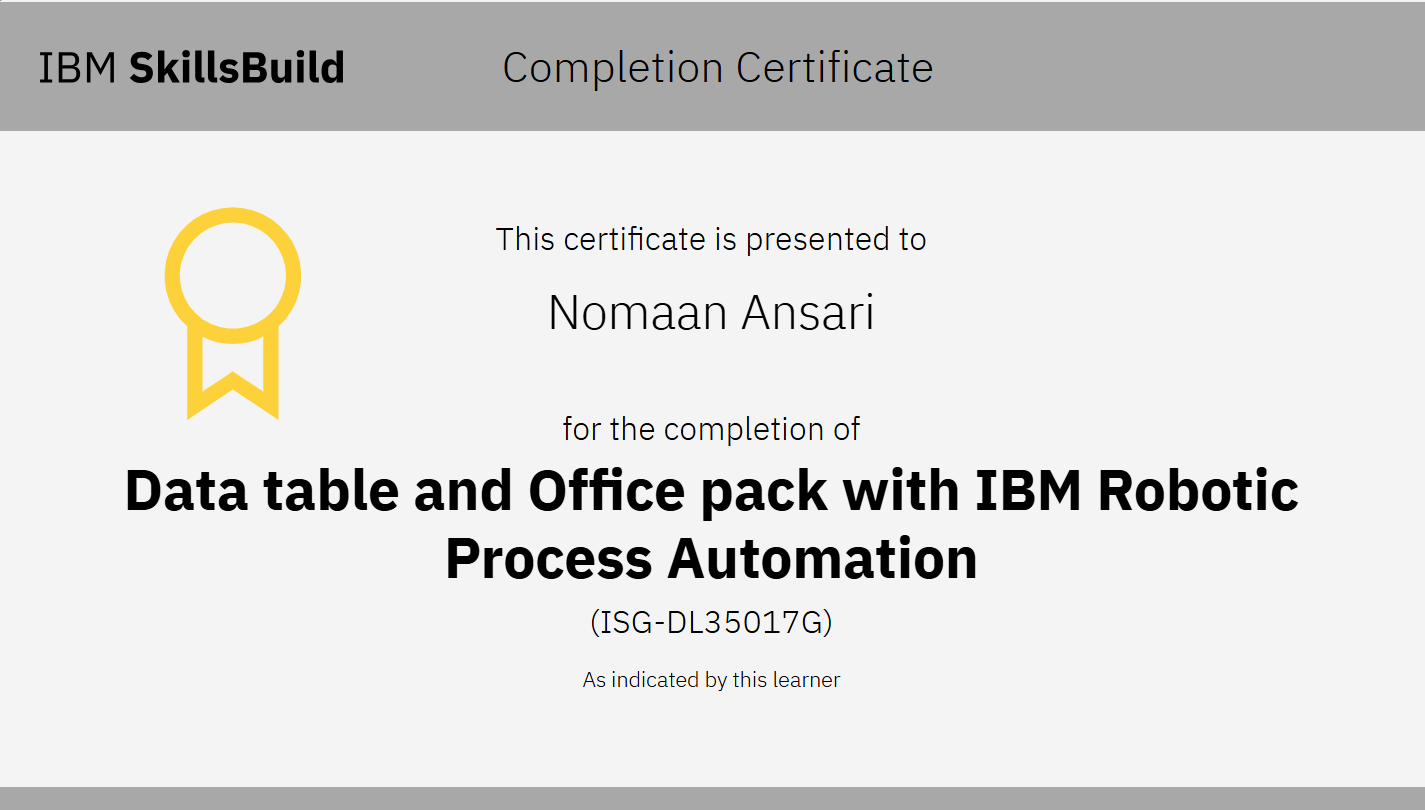 IBM SkillsBuild
Completion Certificate
This certificate is presented to
Nomaan Ansari
for the completion of
Data table and Office pack with IBM Robotic
Process Automation
(ISG-DL35017G)
As indicated by this learner